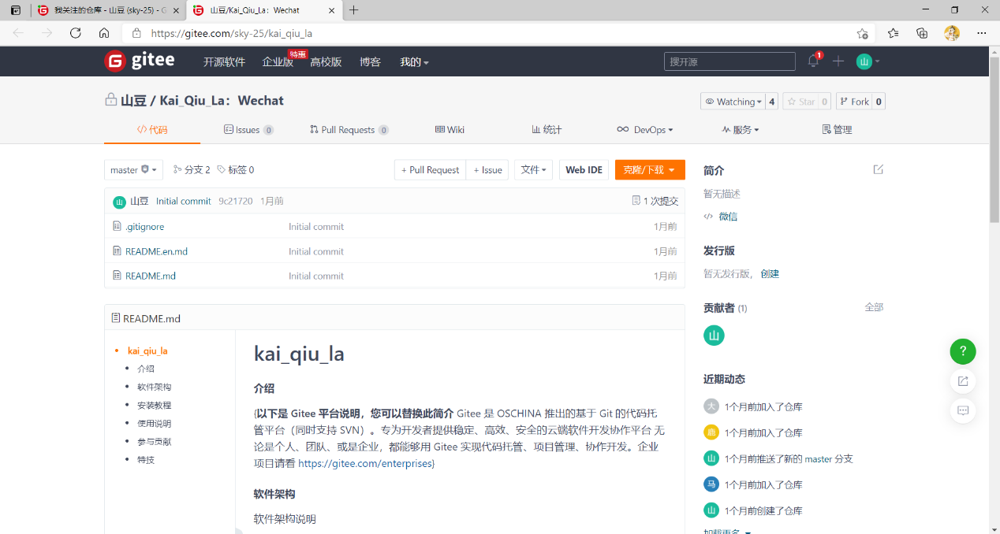 我关注的仓库 - 山豆 (sky-25) - G
山豆/Kai_Qiu_La：Wechat
https://gitee.com/sky-25/kai_qiu_la
G gitee 开源软件 企业版 特惠 高校版 博客 我的 搜开源 1 山
山豆 / Kai_Qiu_La：Wechat
Watching 4 Star 0 Fork 0
代码 Issues 0 Pull Requests 0 Wiki 统计 DevOps 服务 管理
master 分支 2 标签 0 + Pull Request + Issue 文件 Web IDE 克隆/下载
山 山豆 Initial commit 9c21720 1月前 1 次提交
.gitignore Initial commit 1月前
README.en.md Initial commit 1月前
README.md Initial commit 1月前
README.md
kai_qiu_la
介绍
软件架构
安装教程
使用说明
参与贡献
特技
kai_qiu_la
介绍
{以下是 Gitee 平台说明，您可以替换此简介 Gitee 是 OSCHINA 推出的基于 Git 的代码托
管平台（同时支持 SVN）。专为开发者提供稳定、高效、安全的云端软件开发协作平台 无
论是个人、团队、或是企业，都能够用 Gitee 实现代码托管、项目管理、协作开发。企业
项目请看 https://gitee.com/enterprises}
软件架构
软件架构说明
简介
暂无描述
</> 微信
发行版
暂无发行版， 创建
贡献者 (1) 全部
山
近期动态
大 1个月前加入了仓库
1个月前加入了仓库
山 1个月前推送了新的 master 分支
马 1个月前加入了仓库
山 1个月前创建了仓库
加载更多
?